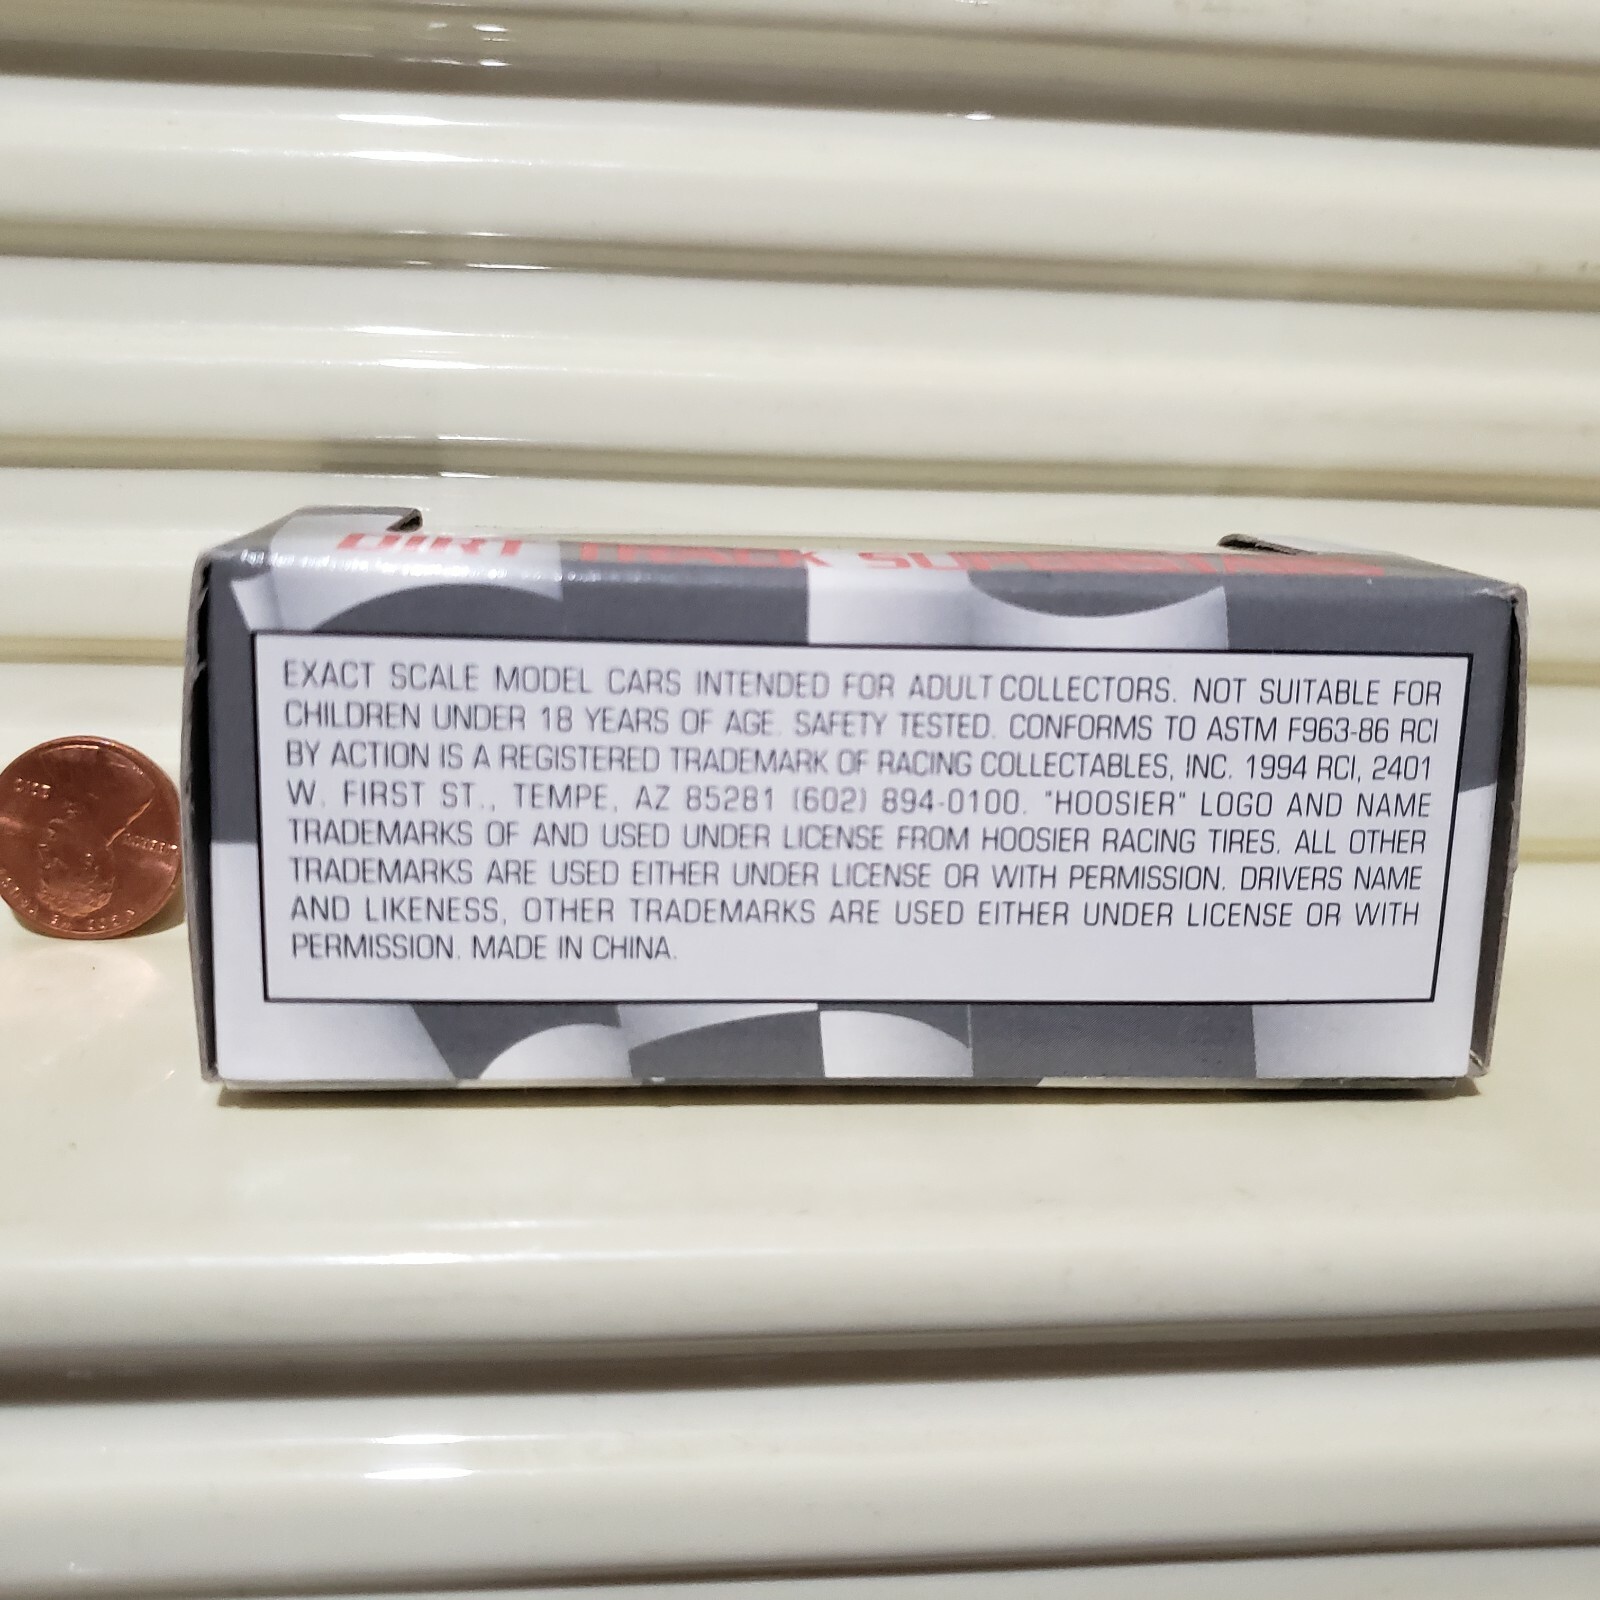 DIRT TRACK SUPERSTARS
EXACT SCALE MODEL CARS INTENDED FOR ADULT COLLECTORS. NOT SUITABLE FOR
CHILDREN UNDER 18 YEARS OF AGE. SAFETY TESTED. CONFORMS TO ASTM F963-86 RCI
BY ACTION IS A REGISTERED TRADEMARK OF RACING COLLECTABLES, INC. 1994 RCI, 2401
W. FIRST ST., TEMPE, AZ 85281 (602) 894-0100. "HOOSIER" LOGO AND NAME
TRADEMARKS OF AND USED UNDER LICENSE FROM HOOSIER RACING TIRES. ALL OTHER
TRADEMARKS ARE USED EITHER UNDER LICENSE OR WITH PERMISSION. DRIVERS NAME
AND LIKENESS, OTHER TRADEMARKS ARE USED EITHER UNDER LICENSE OR WITH
PERMISSION. MADE IN CHINA.